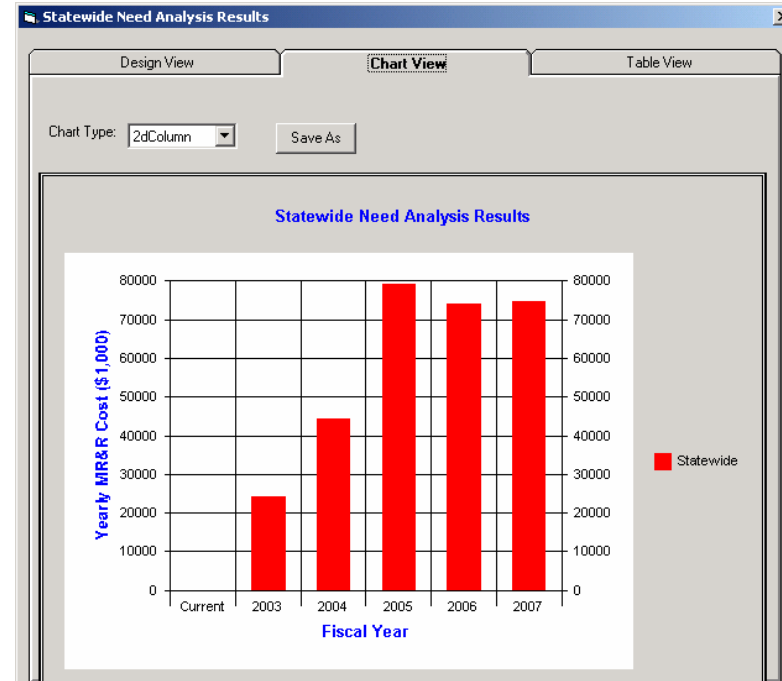 Statewide Need Analysis Results
Design View Chart View Table View
Chart Type: 2dColumn Save As
Statewide Need Analysis Results
Yearly MR&R Cost ($1,000)
80000 80000
70000 70000
60000 60000
50000 50000
40000 40000
30000 30000
20000 20000
10000 10000
0 0
Statewide
Current 2003 2004 2005 2006 2007
Fiscal Year